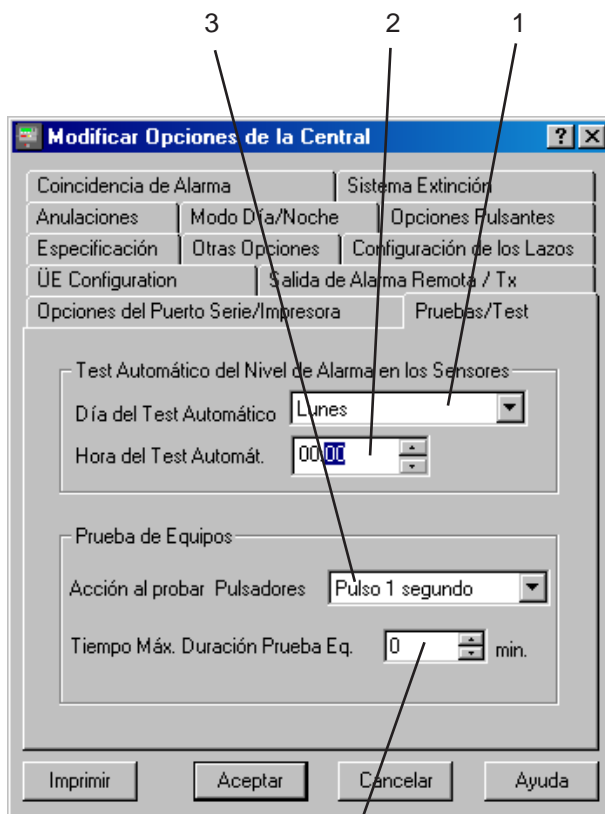 3 2 1
Modificar Opciones de la Central
Coincidencia de Alarma Sistema Extinción
Anulaciones Modo Día/Noche Opciones Pulsantes
Especificación Otras Opciones Configuración de los Lazos
ÜE Configuration Salida de Alarma Remota / Tx
Opciones del Puerto Serie/Impresora Pruebas/Test
Test Automático del Nivel de Alarma en los Sensores
Día del Test Automático Lunes
Hora del Test Automát. 00:00
Prueba de Equipos
Acción al probar Pulsadores Pulso 1 segundo
Tiempo Máx. Duración Prueba Eq. 0 min.
Imprimir Aceptar Cancelar Ayuda